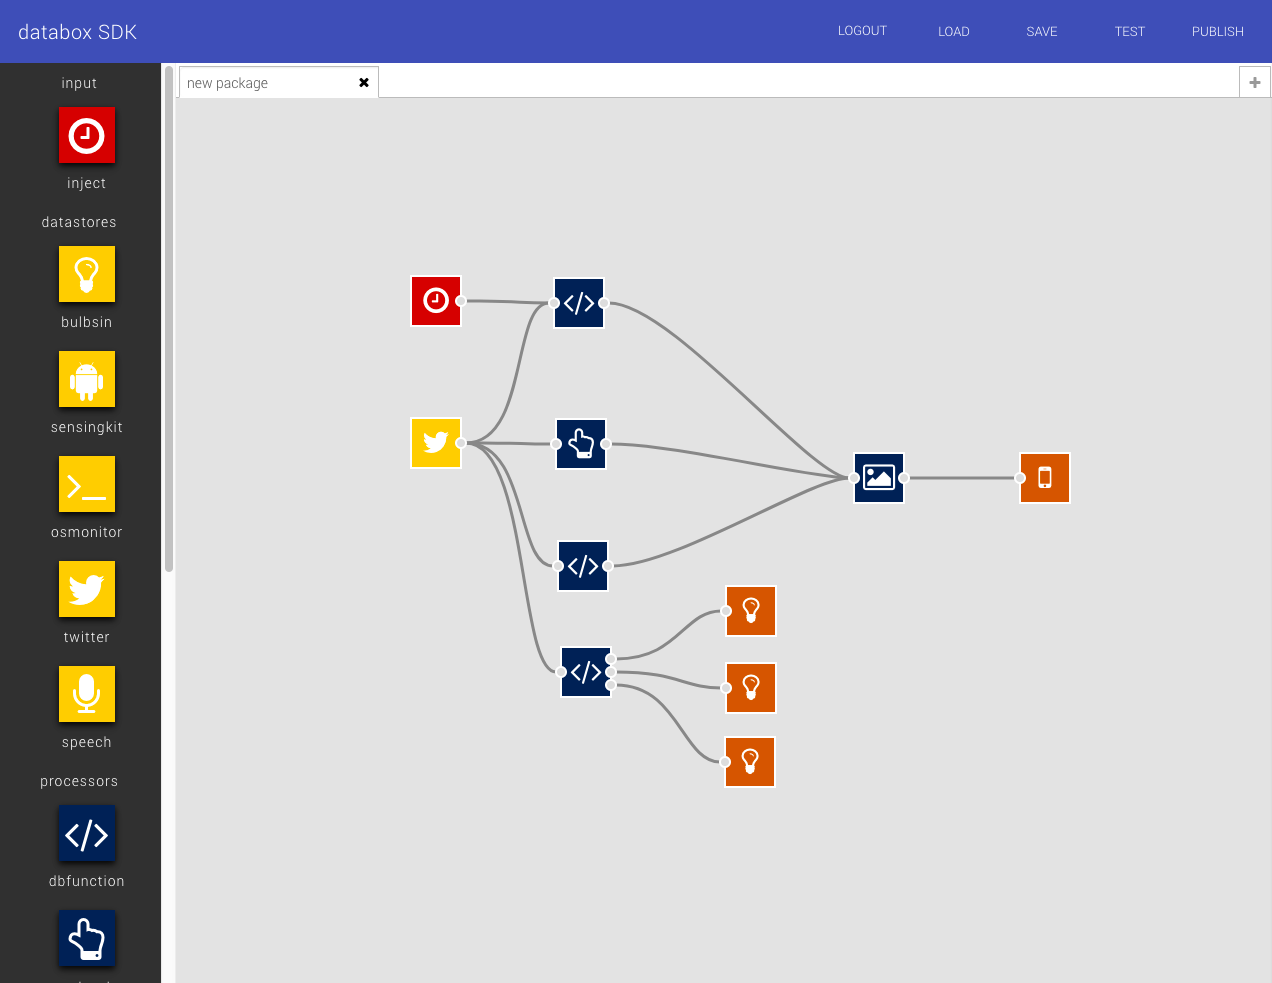 databox SDK
LOGOUT
LOAD
SAVE
TEST
PUBLISH
new package
input
inject
datastores
bulbsin
sensingkit
osmonitor
twitter
speech
processors
dbfunction